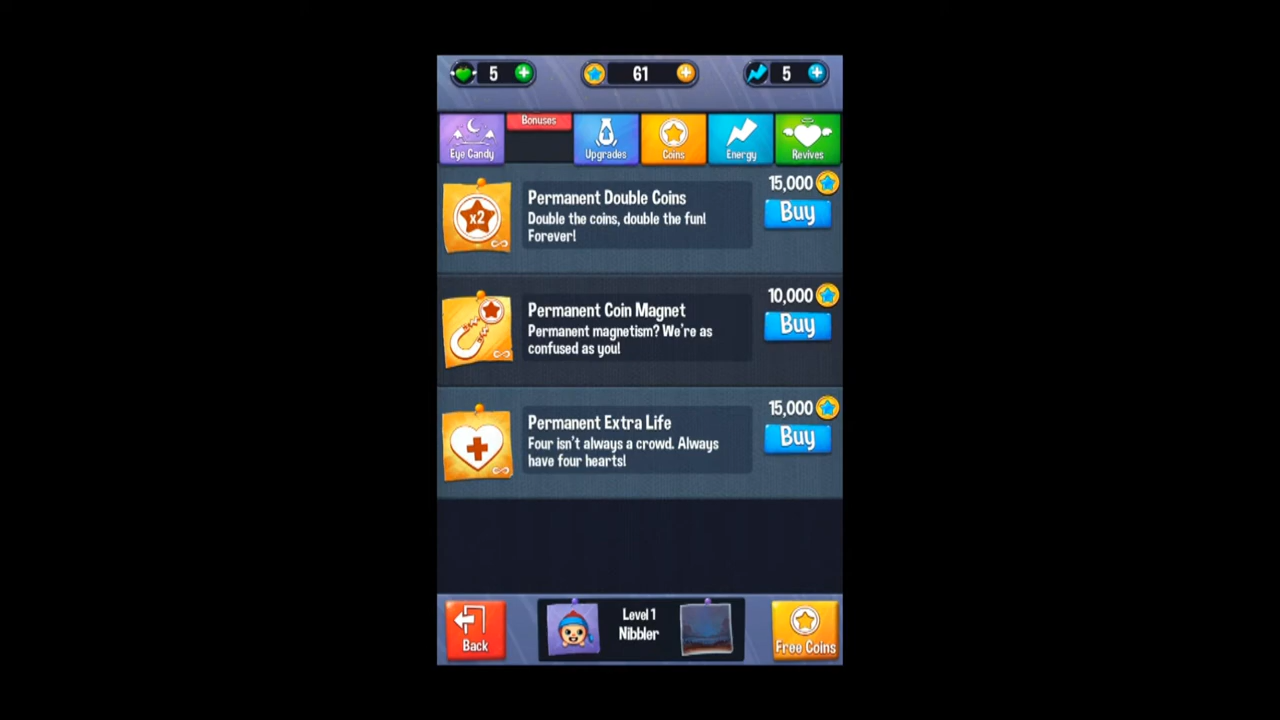 5
61
5
Eye Candy
Bonuses
Upgrades
Coins
Energy
Revives
x2
Permanent Double Coins
Double the coins, double the fun!
Forever!
15,000
Buy
Permanent Coin Magnet
Permanent magnetism? We're as
confused as you!
10,000
Buy
Permanent Extra Life
Four isn't always a crowd. Always
have four hearts!
15,000
Buy
Back
Level 1
Nibbler
Free Coins